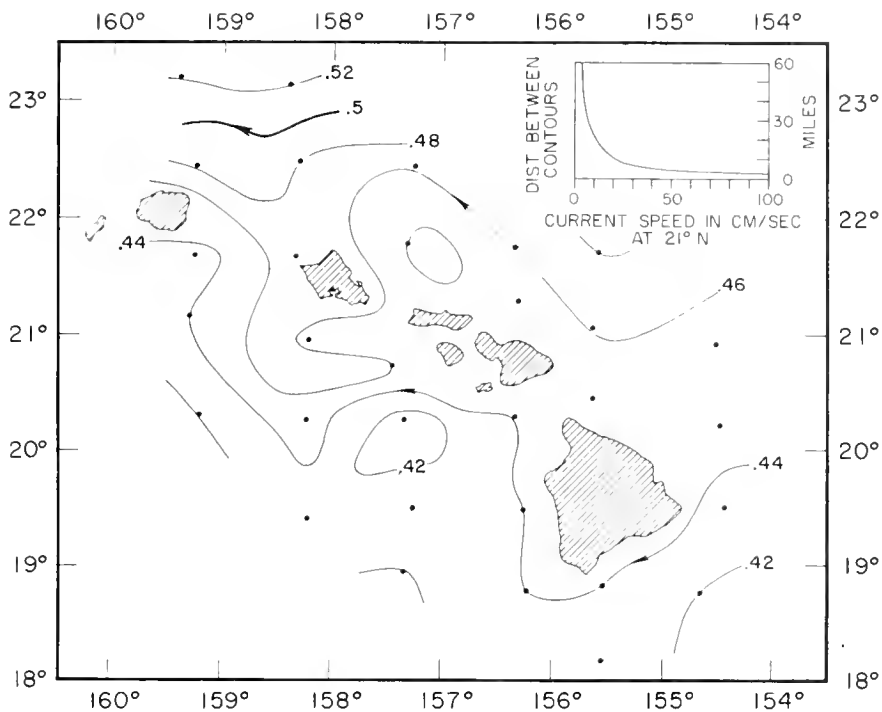 160° 159° 158° 157° 156° 155° 154°
23° 23°
22° 22°
21° 21°
20° 20°
19° 19°
18° 18°
160° 159° 158° 157° 156° 155° 154°
.52
.5
.48
.44
.46
.42
.44
.42
DIST BETWEEN
CONTOURS
60
30
0
MILES
0 50 100
CURRENT SPEED IN CM/SEC
AT 21° N